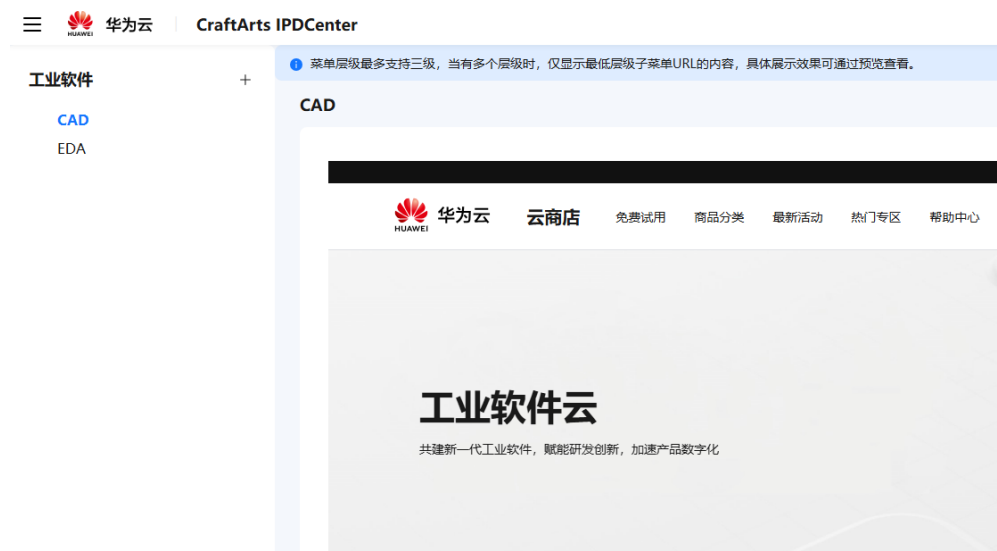 HUAWEI 华为云 CraftArts IPDCenter
工业软件 +
CAD
EDA
菜单层级最多支持三级，当有多个层级时，仅显示最低层级子菜单URL的内容，具体展示效果可通过预览查看。
CAD
HUAWEI 华为云 云商店 免费试用 商品分类 最新活动 热门专区 帮助中心
工业软件云
共建新一代工业软件，赋能研发创新，加速产品数字化